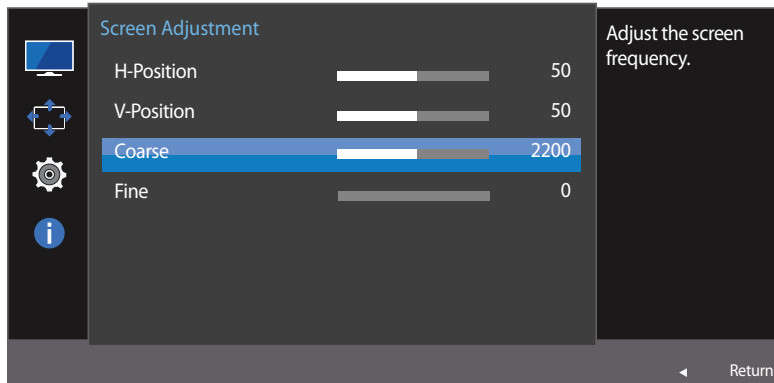 Screen Adjustment
H-Position 50
V-Position 50
Coarse 2200
Fine 0
Adjust the screen
frequency.
Return